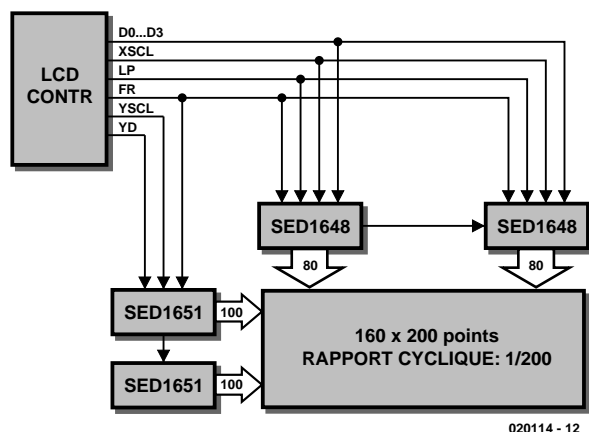 LCD
CONTR
D0...D3
XSCL
LP
FR
YSCL
YD
SED1648
SED1648
80
80
SED1651
100
160 x 200 points
RAPPORT CYCLIQUE: 1/200
SED1651
100
020114 - 12